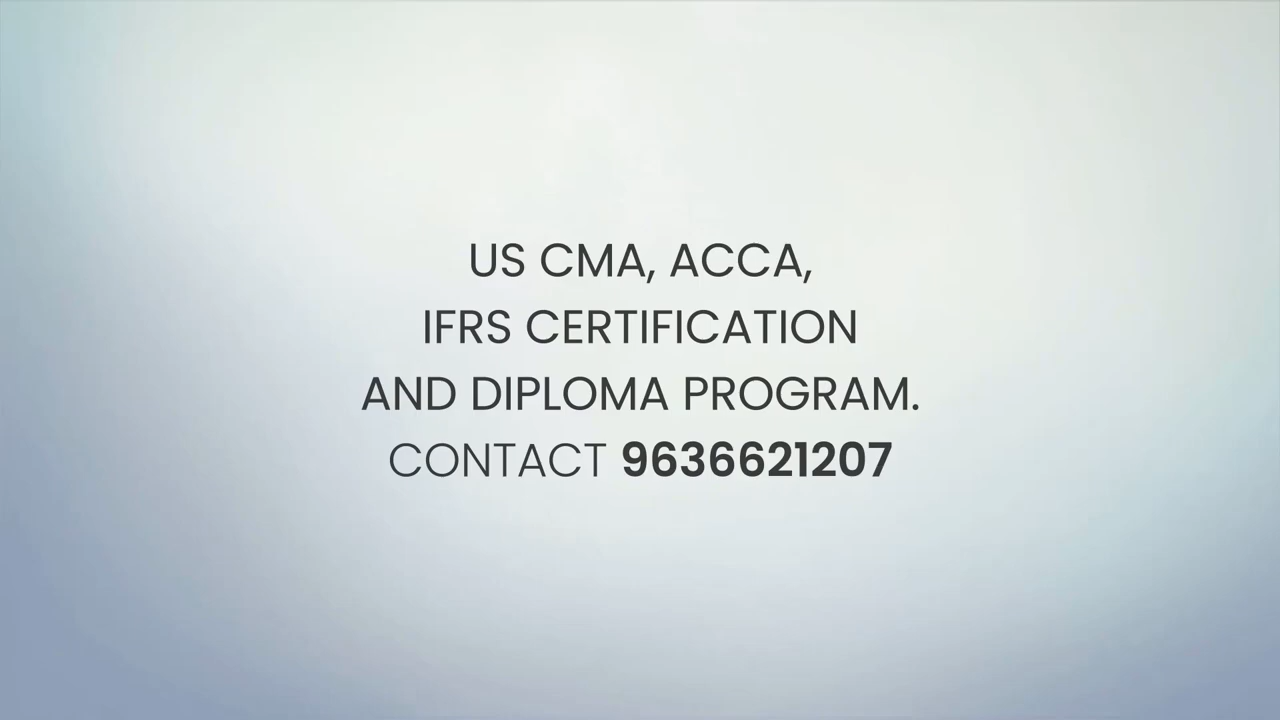 US CMA, ACCA,
IFRS CERTIFICATION
AND DIPLOMA PROGRAM.
CONTACT 9636621207